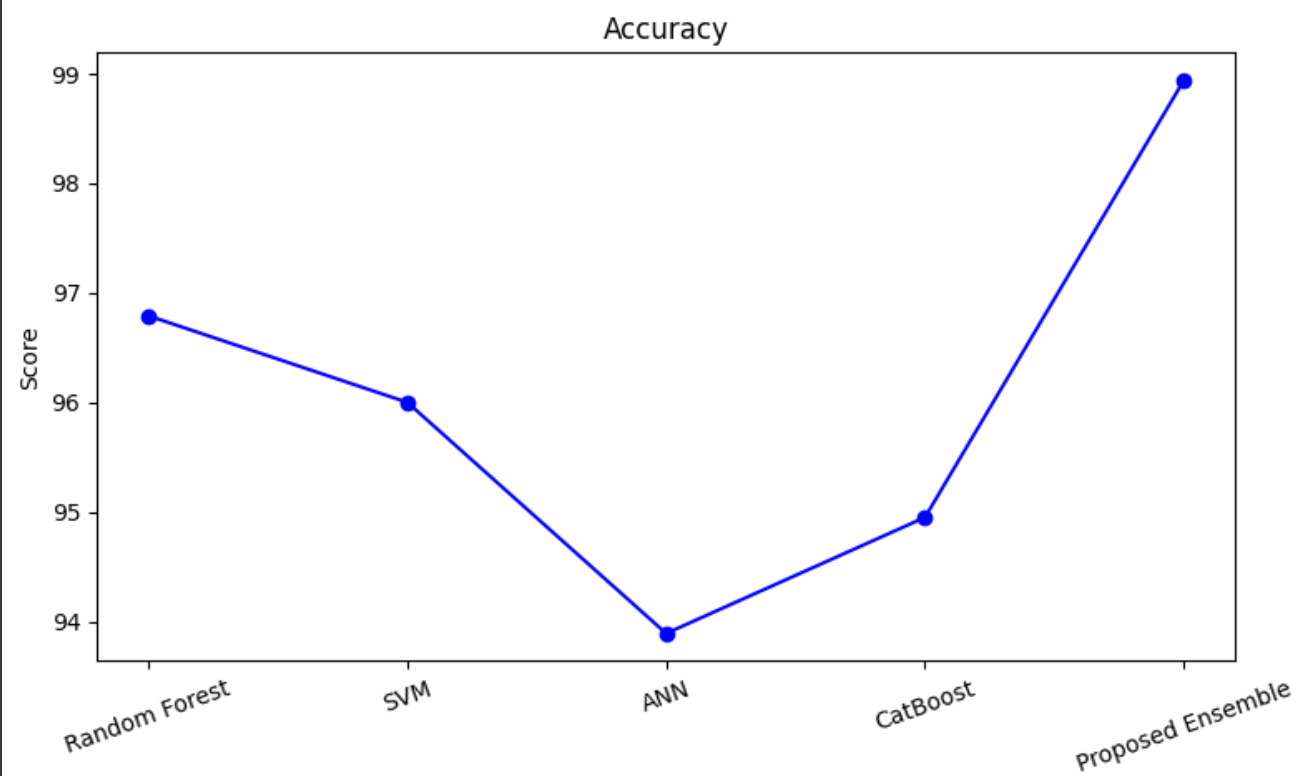 Accuracy
99
98
97
96
95
94
Score
Random Forest
SVM
ANN
CatBoost
Proposed Ensemble